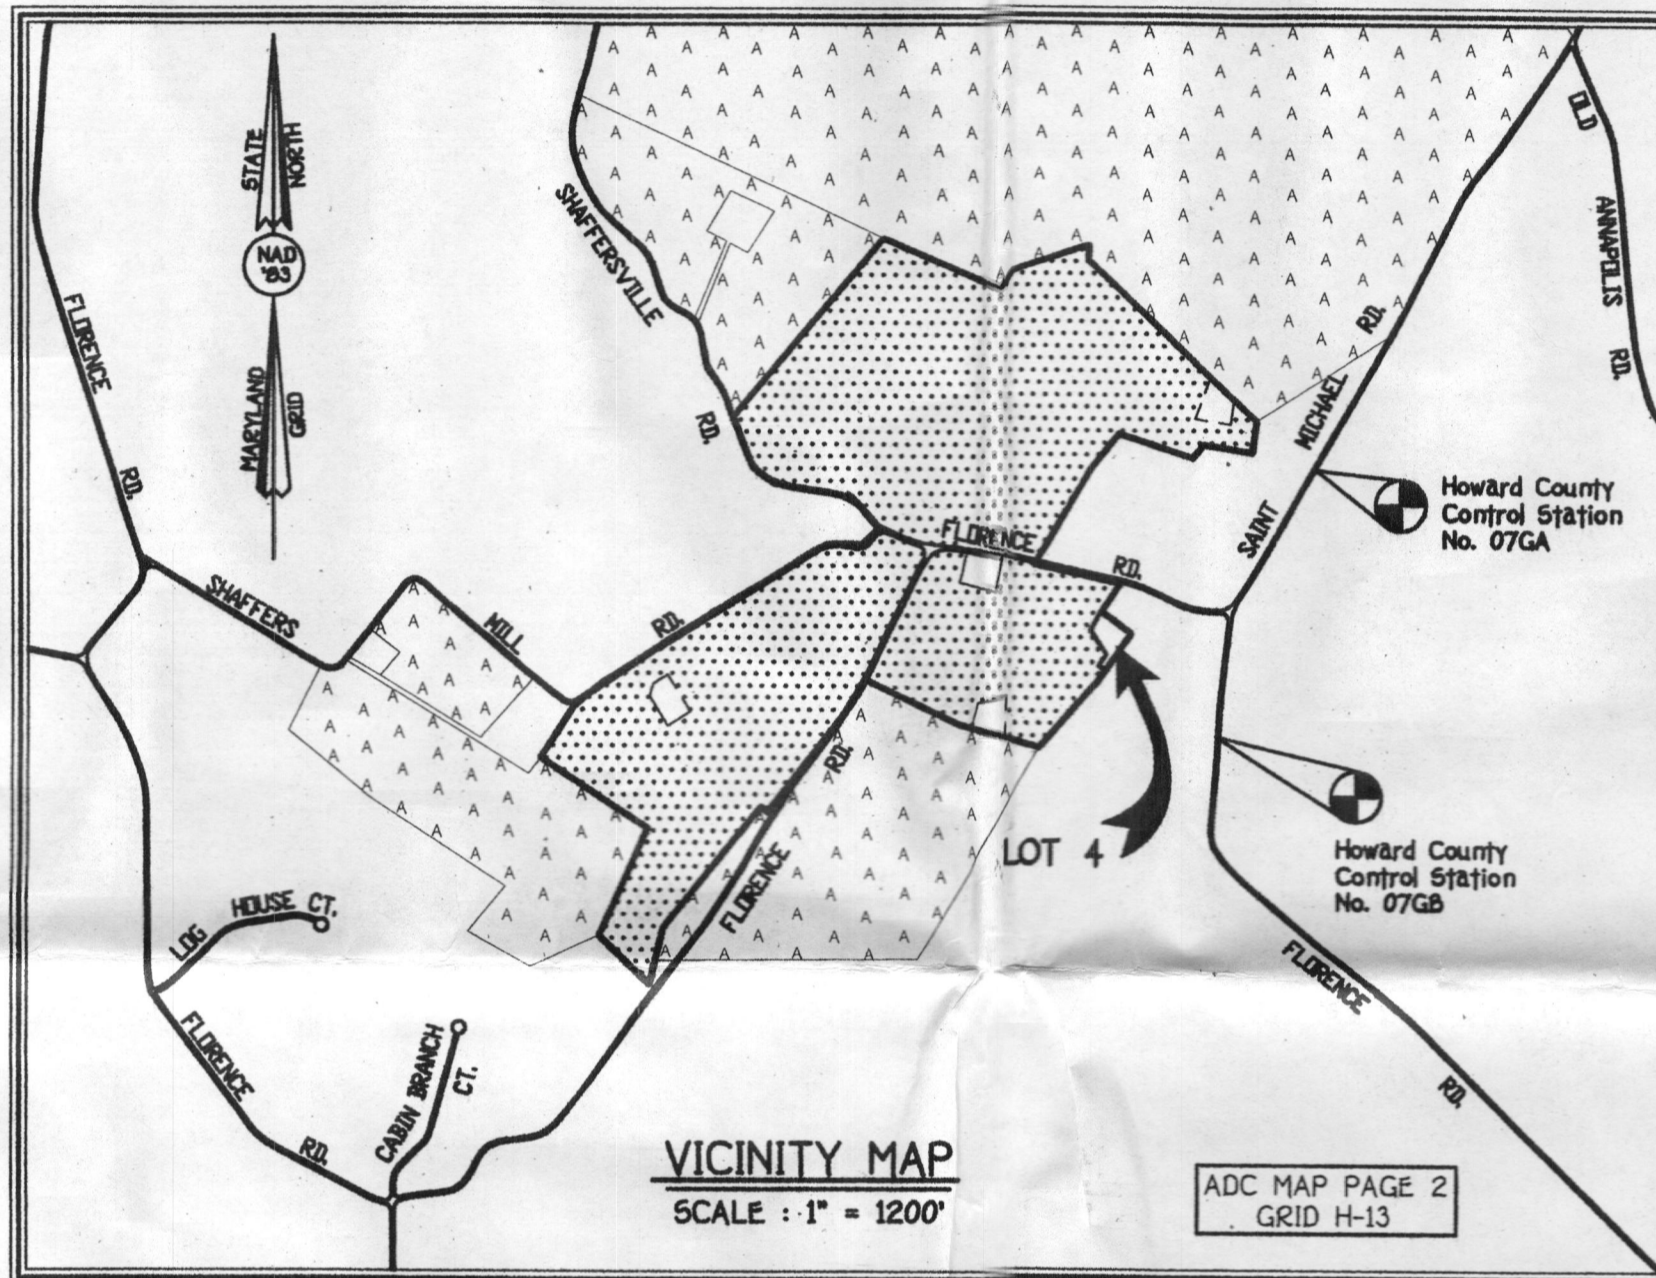 STATE
NORTH
NAD
'83
MARYLAND
GRID
OLD
ANNAPOLIS
RD.
SHAFFERSVILLE
RD.
FLORENCE
RD.
SAINT
MICHAEL
RD.
Howard County
Control Station
No. 07GA
FLORENCE
RD.
SHAFFERS
MILL
RD.
FLORENCE
RD.
LOT 4
Howard County
Control Station
No. 07GB
LOG
HOUSE CT.
FLORENCE
RD.
FLORENCE
RD.
CABIN BRANCH
CT.
VICINITY MAP
SCALE : 1" = 1200'
ADC MAP PAGE 2
GRID H-13
A A A A A A A A